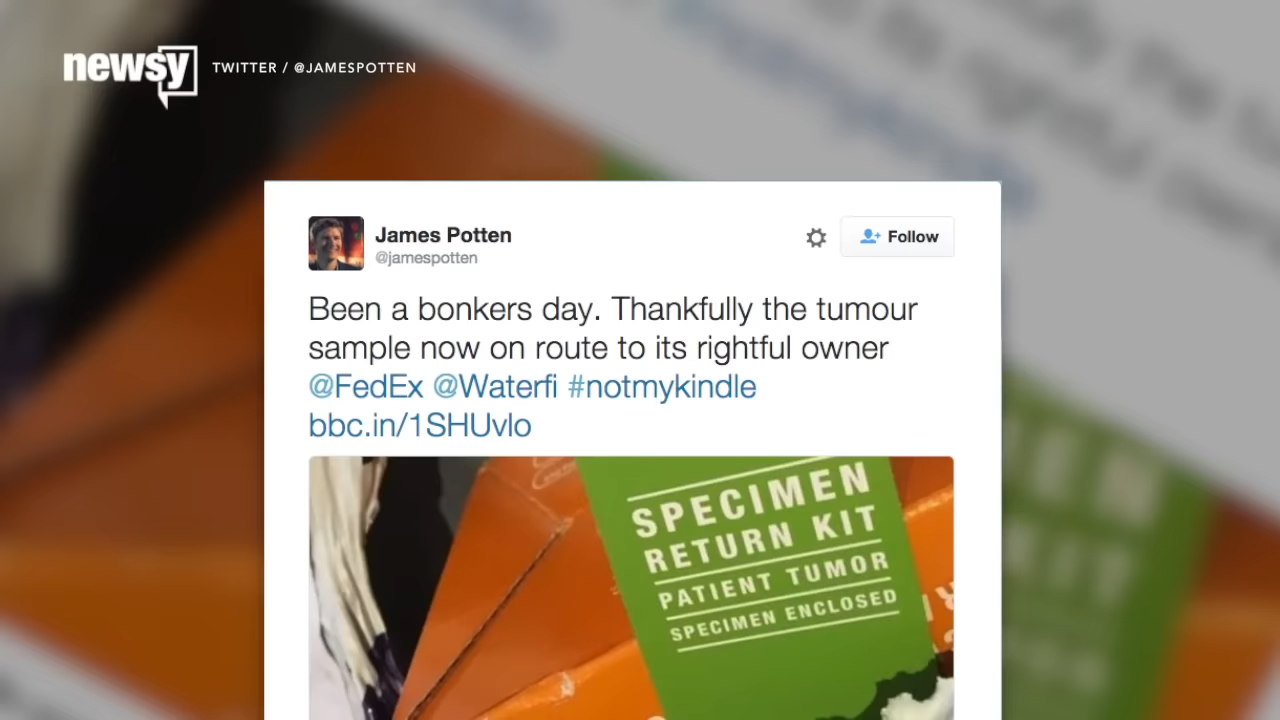 newsy
TWITTER / @JAMESPOTTEN
James Potten
@jamespotten
Follow
Been a bonkers day. Thankfully the tumour
sample now on route to its rightful owner
@FedEx @Waterfi #notmykindle
bbc.in/1SHUvlo
SPECIMEN
RETURN KIT
PATIENT TUMOR
SPECIMEN ENCLOSED